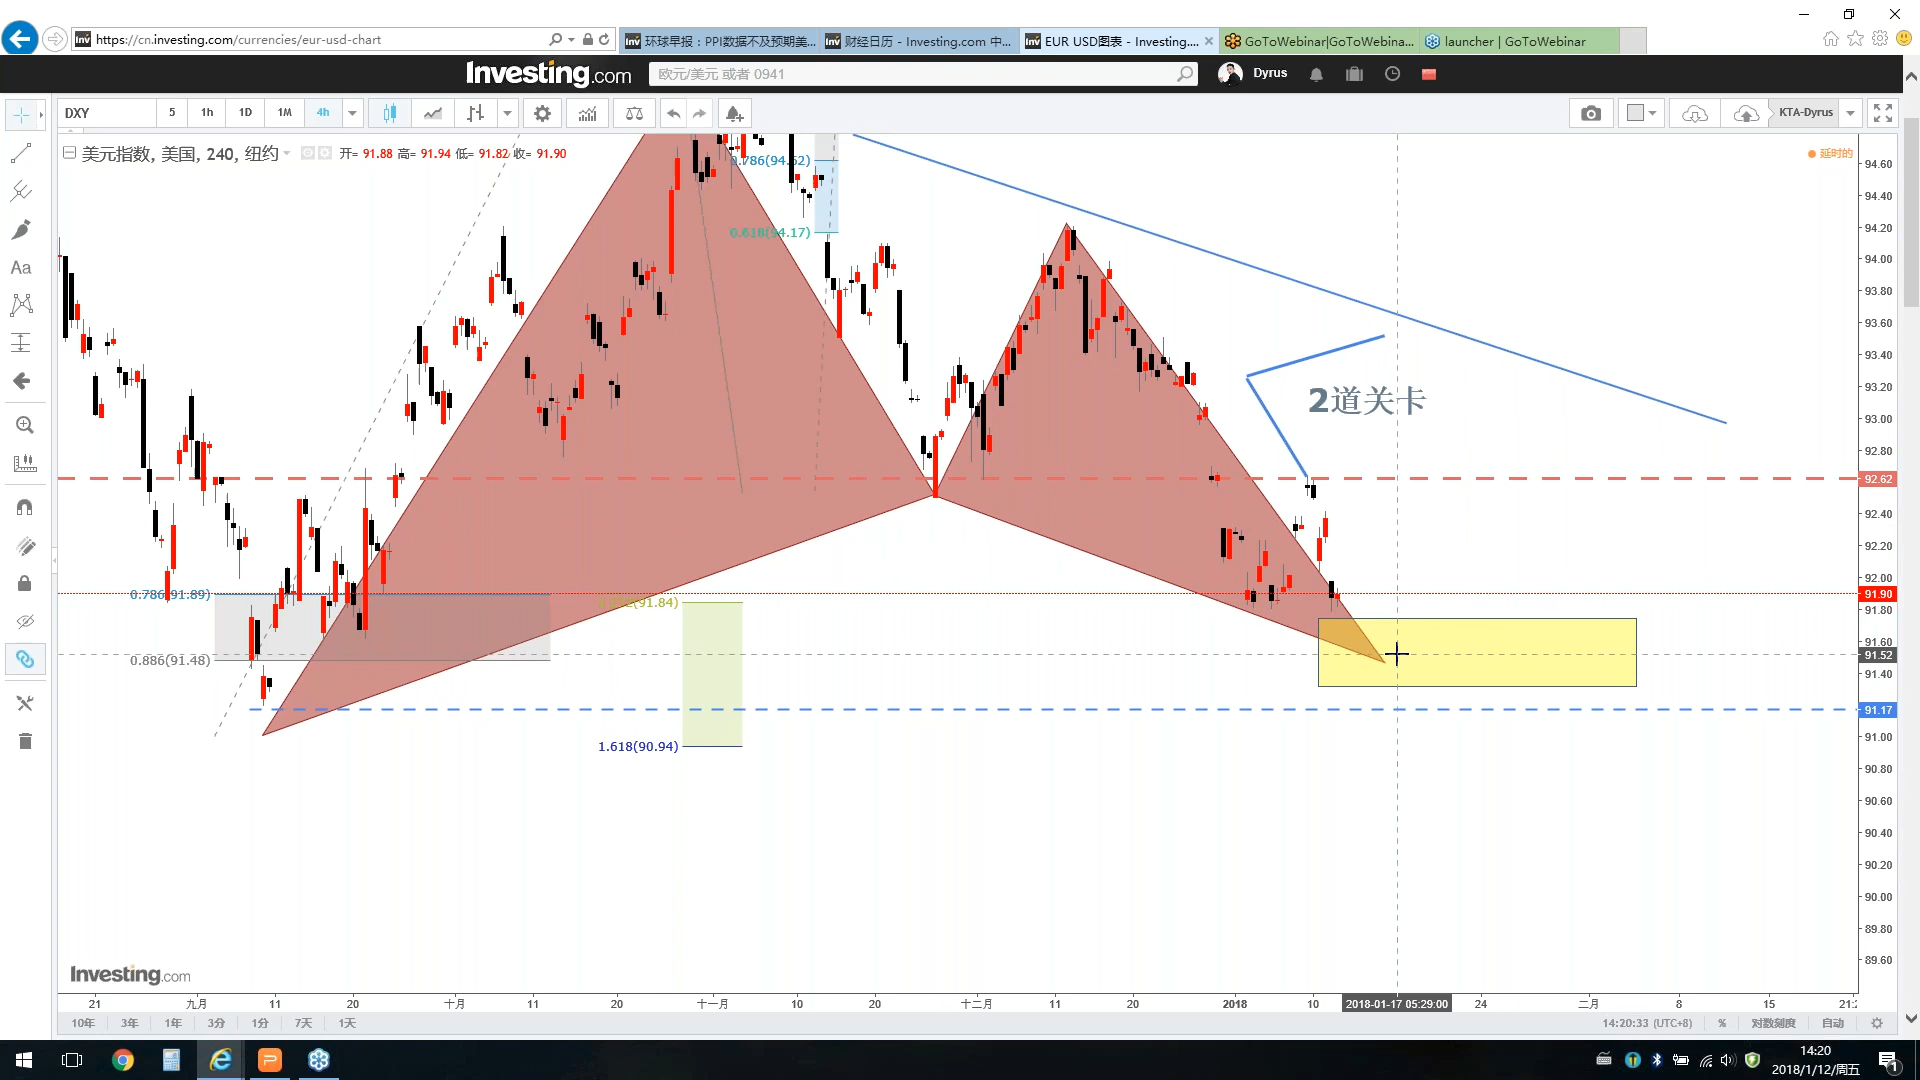 https://cn.investing.com/currencies/eur-usd-chart
环球早报：PPI数据不及预期美...
财经日历 - Investing.com 中...
EUR USD图表 - Investing....
GoToWebinar|GoToWebina...
launcher | GoToWebinar
Investing.com
欧元/美元 或者 0941
Dyrus
DXY
5
1h
1D
1M
4h
KTA-Dyrus
美元指数, 美国, 240, 纽约
开= 91.88 高= 91.94 低= 91.82 收= 91.90
延时的
0.786(94.62)
0.618(94.17)
2道关卡
0.786(91.89)
0.886(91.48)
1.618(90.94)
94.60
94.40
94.20
94.00
93.80
93.60
93.40
93.20
93.00
92.80
92.62
92.40
92.20
92.00
91.90
91.80
91.60
91.52
91.40
91.17
91.00
90.80
90.60
90.40
90.20
90.00
89.80
89.60
Investing.com
21
九月
11
20
十月
11
20
十一月
10
20
十二月
11
20
2018
10
2018-01-17 05:29:00
24
二月
8
15
10年
3年
1年
3分
1分
7天
1天
14:20:33 (UTC+8)
%
对数刻度
自动
14:20
2018/1/12/周五